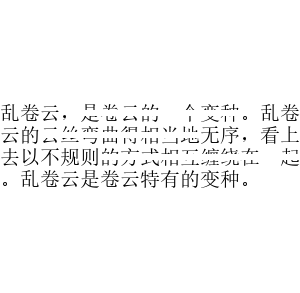 乱卷云，是卷云的一个变种。乱卷
云的云丝弯曲得相当地无序，看上
去以不规则的方式相互缠绕在一起
。乱卷云是卷云特有的变种。